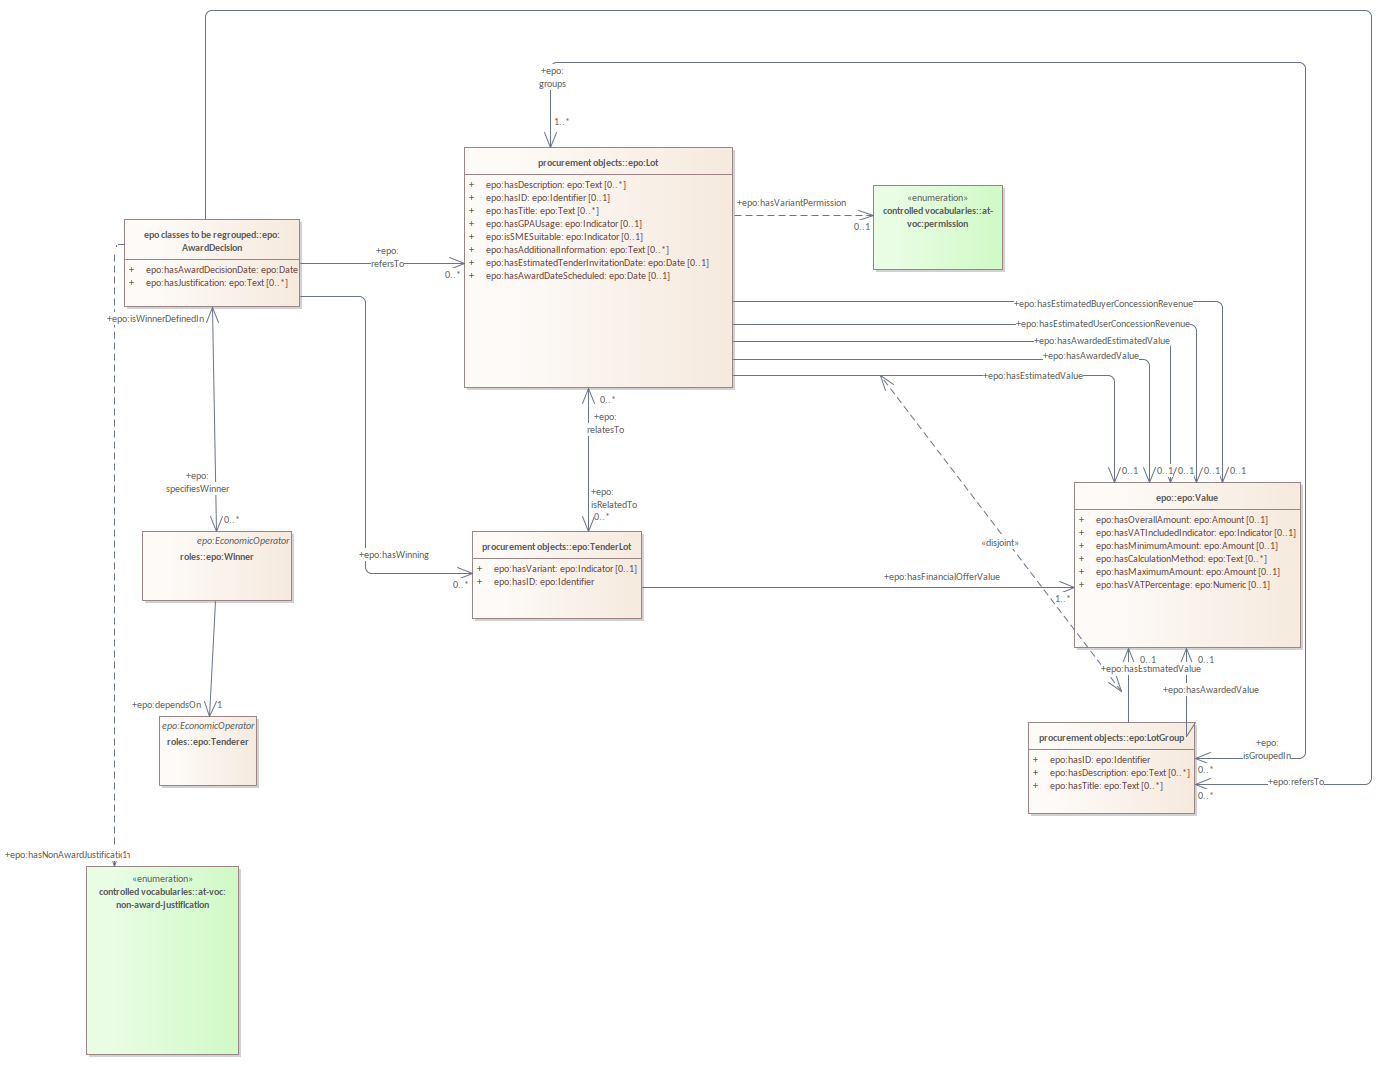 +epo:
groups
1..*
procurement objects::epo:Lot
+ epo:hasDescription: epo:Text [0..*]
+ epo:hasID: epo:Identifier [0..1]
+ epo:hasTitle: epo:Text [0..*]
+ epo:hasGPAUsage: epo:Indicator [0..1]
+ epo:isSMESuitable: epo:Indicator [0..1]
+ epo:hasAdditionalInformation: epo:Text [0..*]
+ epo:hasEstimatedTenderInvitationDate: epo:Date [0..1]
+ epo:hasAwardDateScheduled: epo:Date [0..1]
+epo:hasVariantPermission
0..1
«enumeration»
controlled vocabularies::at-
voc:permission
epo classes to be regrouped::epo:
AwardDecision
+ epo:hasAwardDecisionDate: epo:Date
+ epo:hasJustification: epo:Text [0..*]
+epo:
refersTo
0..*
+epo:isWinnerDefinedIn
+epo:hasEstimatedBuyerConcessionRevenue
+epo:hasEstimatedUserConcessionRevenue
+epo:hasAwardedEstimatedValue
+epo:hasAwardedValue
+epo:hasEstimatedValue
0..*
+epo:
relatesTo
0..1
0..1
0..1
0..1
0..1
+epo:
specifiesWinner
0..*
+epo:
isRelatedTo
0..*
epo::epo:Value
+ epo:hasOverallAmount: epo:Amount [0..1]
+ epo:hasVATIncludedIndicator: epo:Indicator [0..1]
+ epo:hasMinimumAmount: epo:Amount [0..1]
+ epo:hasCalculationMethod: epo:Text [0..*]
+ epo:hasMaximumAmount: epo:Amount [0..1]
+ epo:hasVATPercentage: epo:Numeric [0..1]
epo:EconomicOperator
roles::epo:Winner
+epo:hasWinning
0..*
procurement objects::epo:TenderLot
+ epo:hasVariant: epo:Indicator [0..1]
+ epo:hasID: epo:Identifier
«disjoint»
+epo:hasFinancialOfferValue
1..*
0..1
0..1
+epo:hasEstimatedValue
+epo:hasAwardedValue
+epo:dependsOn
1
epo:EconomicOperator
roles::epo:Tenderer
procurement objects::epo:LotGroup
+ epo:hasID: epo:Identifier
+ epo:hasDescription: epo:Text [0..*]
+ epo:hasTitle: epo:Text [0..*]
+epo:
isGroupedIn
0..*
+epo:refersTo
0..*
+epo:hasNonAwardJustification
1
«enumeration»
controlled vocabularies::at-voc:
non-award-justification